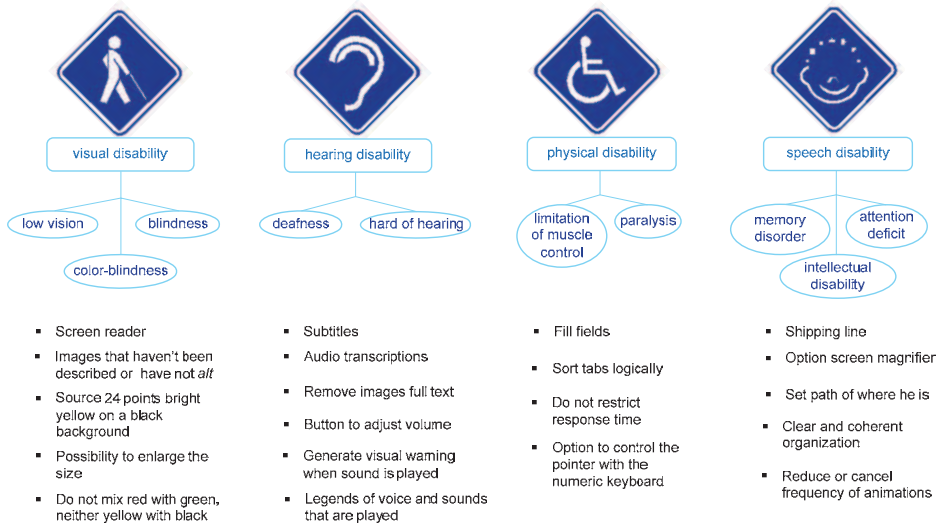 visual disability
low vision
blindness
color-blindness
Screen reader
Images that haven't been
described or have not alt
Source 24 points bright
yellow on a black
background
Possibility to enlarge the
size
Do not mix red with green,
neither yellow with black
hearing disability
deafness
hard of hearing
Subtitles
Audio transcriptions
Remove images full text
Button to adjust volume
Generate visual warning
when sound is played
Legends of voice and sounds
that are played
physical disability
limitation
of muscle
control
paralysis
Fill fields
Sort tabs logically
Do not restrict
response time
Option to control the
pointer with the
numeric keyboard
speech disability
memory
disorder
attention
deficit
intellectual
disability
Shipping line
Option screen magnifier
Set path of where he is
Clear and coherent
organization
Reduce or cancel
frequency of animations